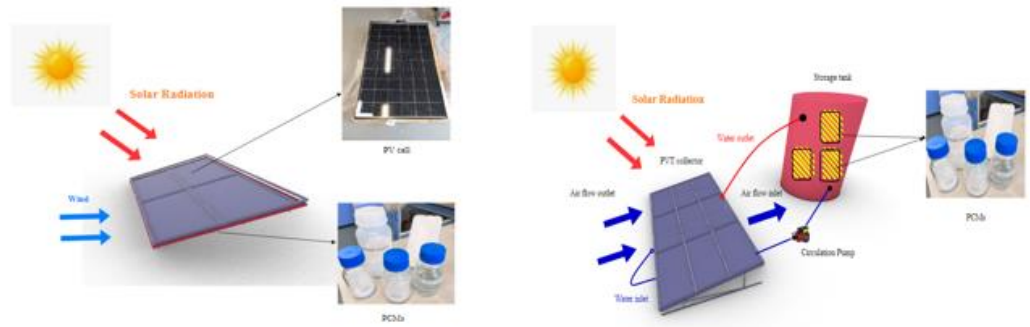 Solar Radiation
PV cell
Wind
PCMs
Storage tank
Solar Radiation
Water outlet
PVT collector
Air flow outlet
Air flow inlet
PCMs
Circulation Pump
Water inlet